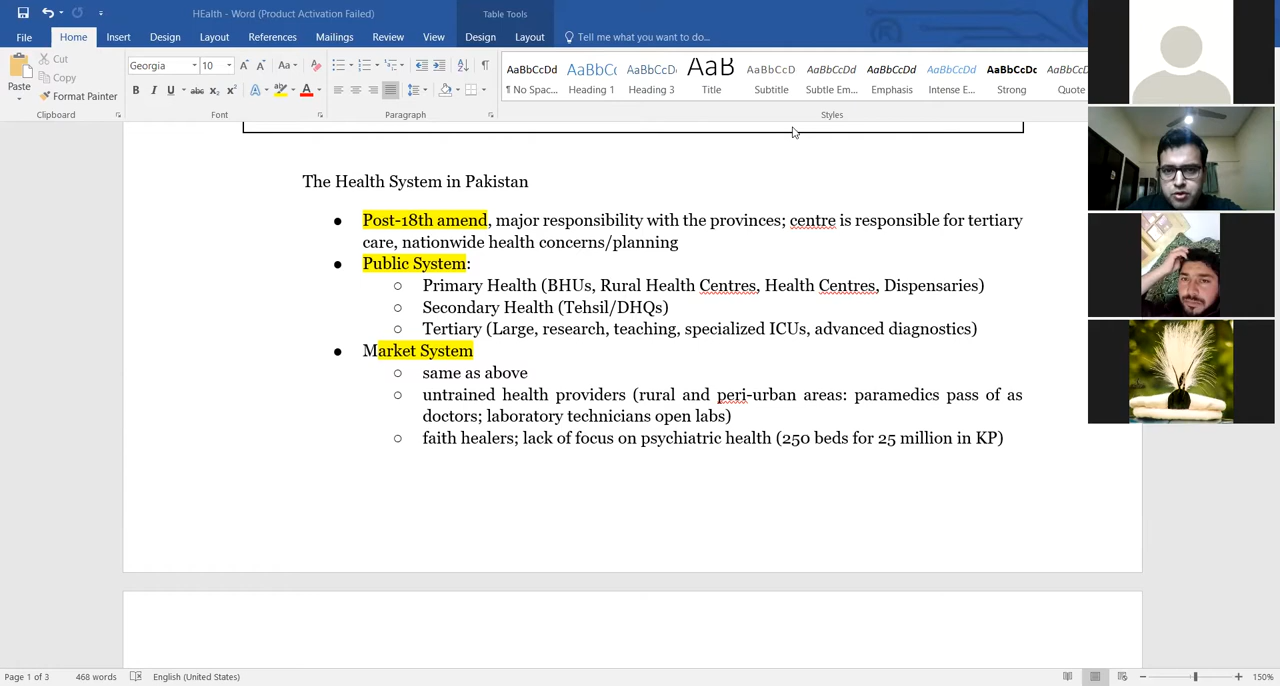 HEalth - Word (Product Activation Failed)
Table Tools
File Home Insert Design Layout References Mailings Review View Design Layout Tell me what you want to do...
Paste
Cut
Copy
Format Painter
Clipboard
Georgia 10
Font
Paragraph
AaBbCcDd AaBbCc AaBbCcDc AaB AaBbCcD AaBbCcDd AaBbCcDd AaBbCcDd AaBbCcDc AaBbCcDd
¶ No Spac... Heading 1 Heading 3 Title Subtitle Subtle Em... Emphasis Intense E... Strong Quote
Styles
The Health System in Pakistan
● Post-18th amend, major responsibility with the provinces; centre is responsible for tertiary
care, nationwide health concerns/planning
● Public System:
○ Primary Health (BHUs, Rural Health Centres, Health Centres, Dispensaries)
○ Secondary Health (Tehsil/DHQs)
○ Tertiary (Large, research, teaching, specialized ICUs, advanced diagnostics)
● Market System
○ same as above
○ untrained health providers (rural and peri-urban areas: paramedics pass of as
doctors; laboratory technicians open labs)
○ faith healers; lack of focus on psychiatric health (250 beds for 25 million in KP)
Page 1 of 3 468 words English (United States) 150%